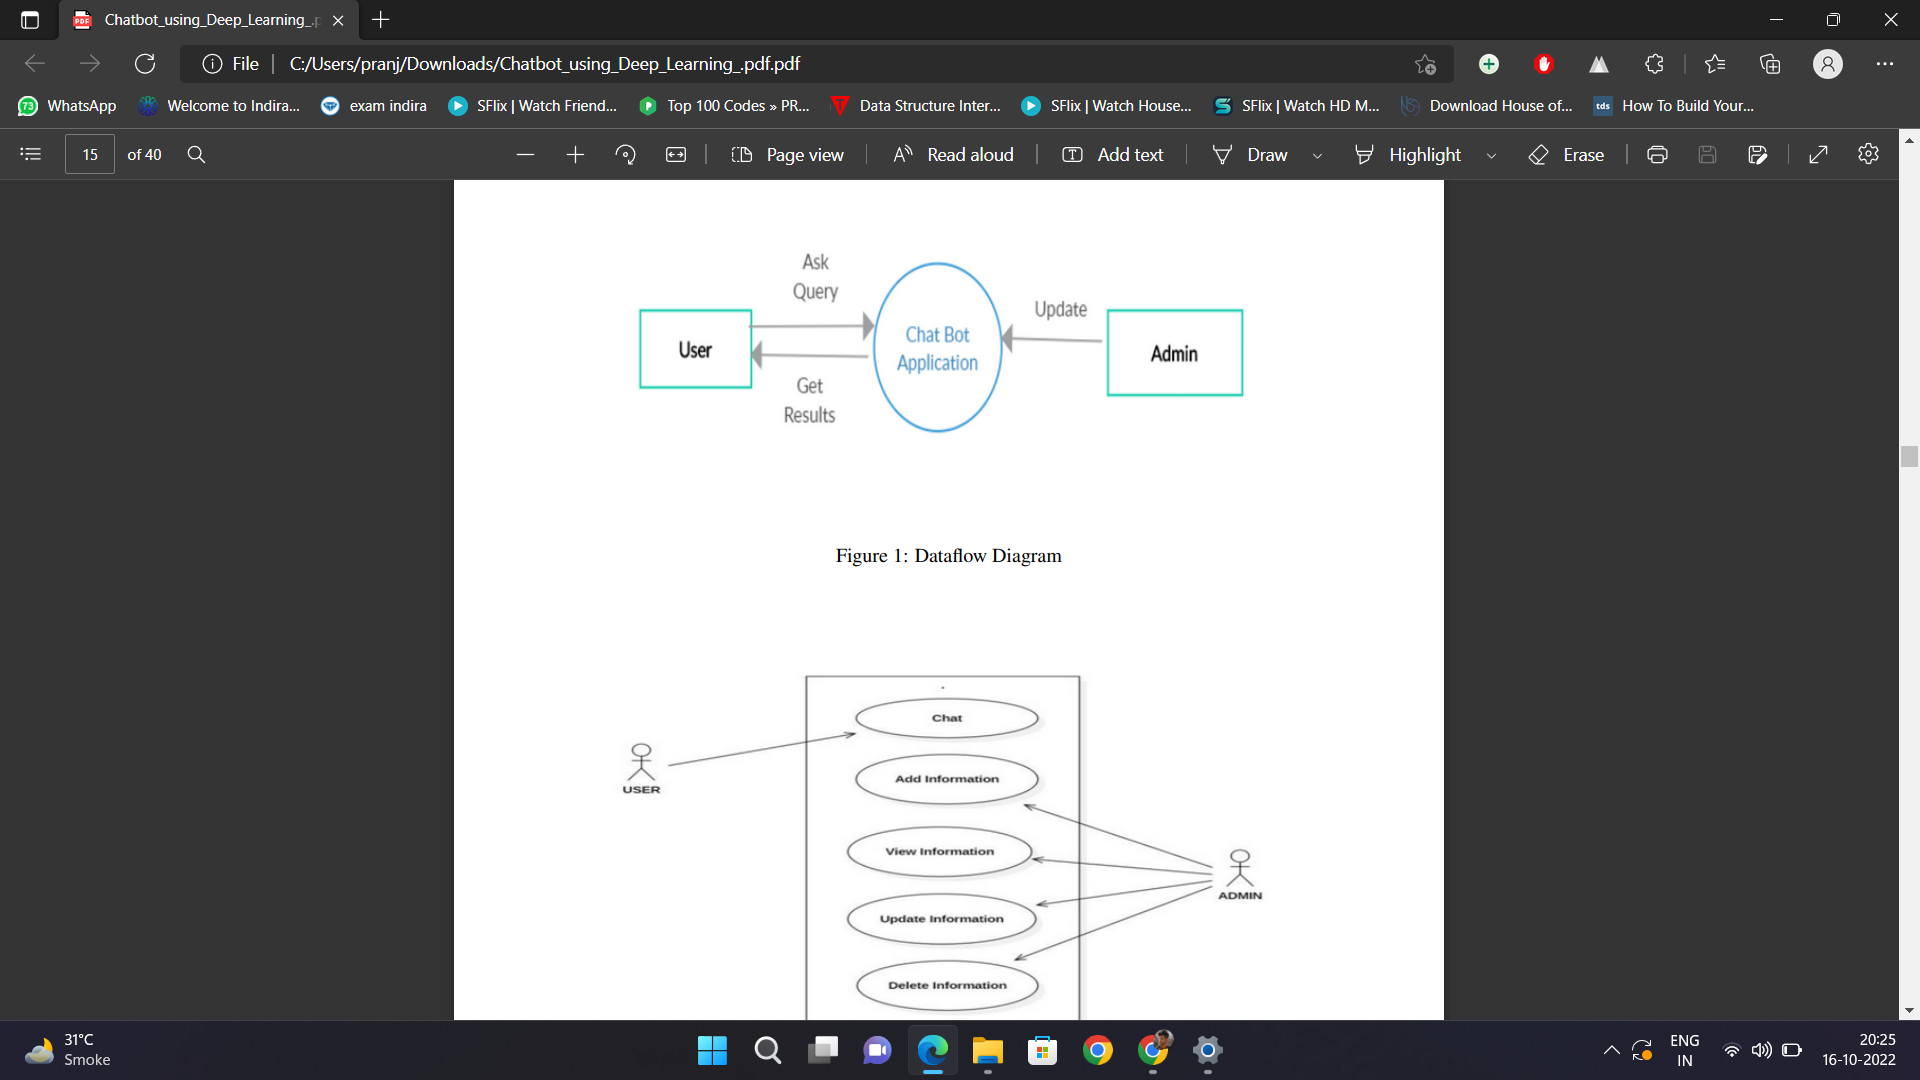 Chatbot_using_Deep_Learning_.p
File
C:/Users/pranj/Downloads/Chatbot_using_Deep_Learning_.pdf.pdf
73 WhatsApp
Welcome to Indira...
exam indira
SFlix | Watch Friend...
Top 100 Codes » PR...
Data Structure Inter...
SFlix | Watch House...
SFlix | Watch HD M...
Download House of...
tds How To Build Your...
15 of 40
Page view
Read aloud
Add text
Draw
Highlight
Erase
Ask
Query
User
Chat Bot
Application
Get
Results
Update
Admin
Figure 1: Dataflow Diagram
Chat
Add Information
View Information
Update Information
Delete Information
USER
ADMIN
31°C
Smoke
ENG
IN
20:25
16-10-2022